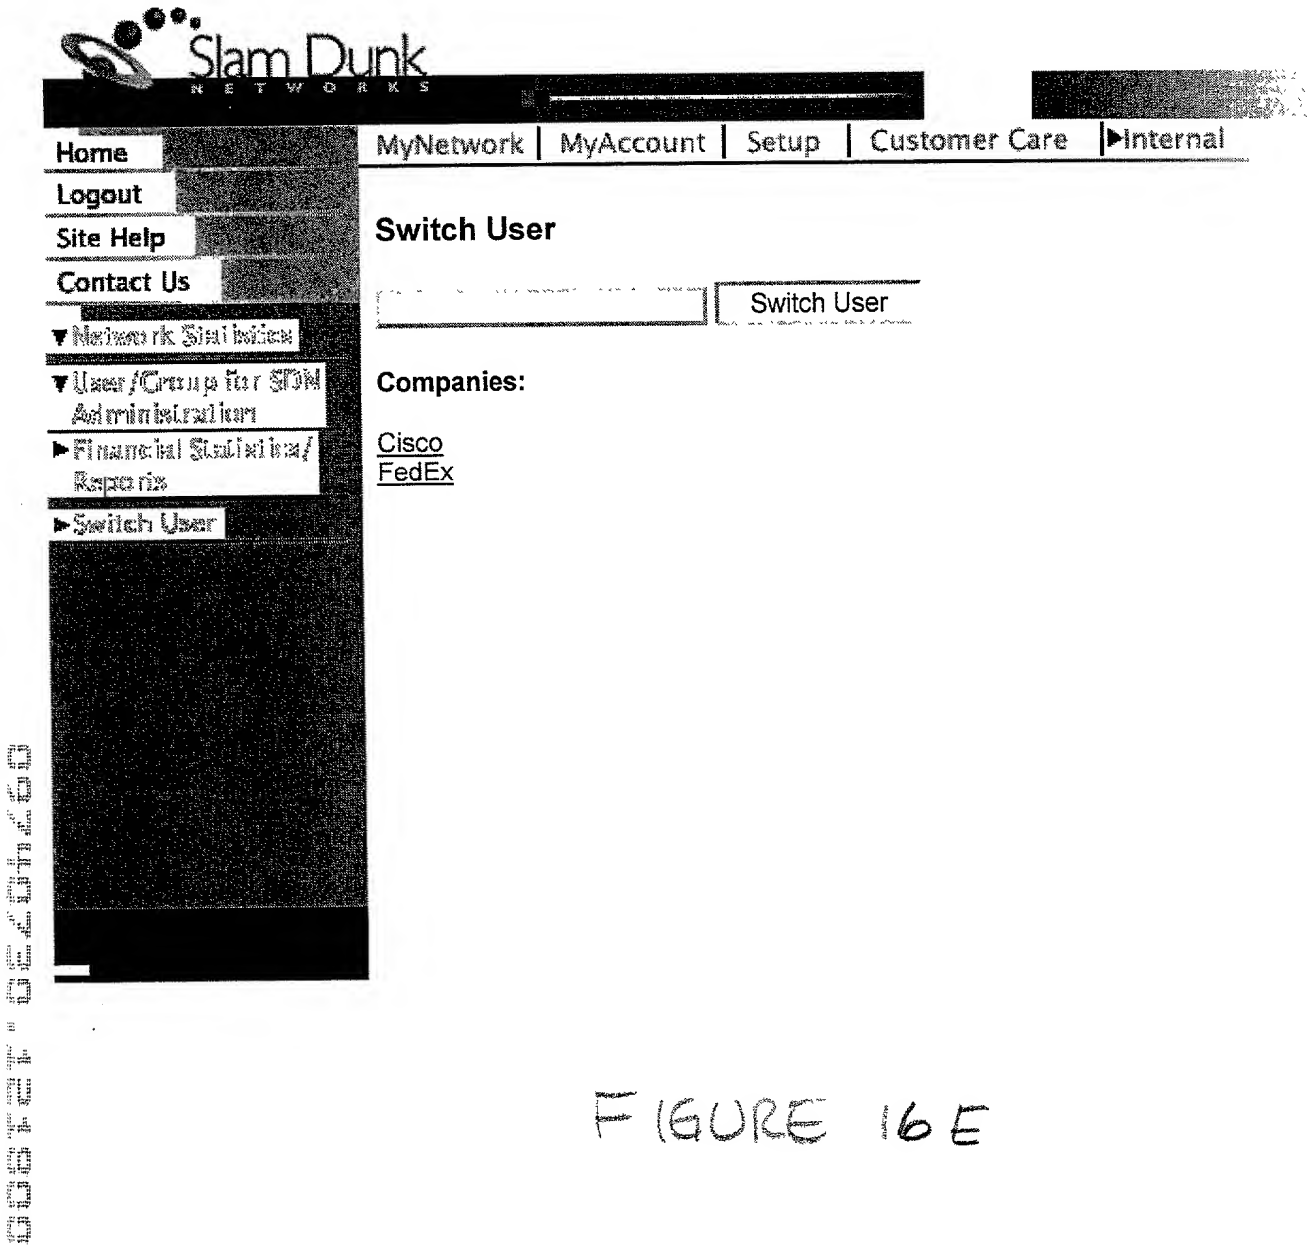 Slam Dunk
NETWORKS
MyNetwork | MyAccount | Setup | Customer Care ▶Internal
Home
Logout
Site Help
Contact Us
▼Network Statistics
▼User/Group for SDN
Administration
▶Financial Statistics/
Reports
▶Switch User
Switch User
Switch User
Companies:
Cisco
FedEx
FIGURE 16E